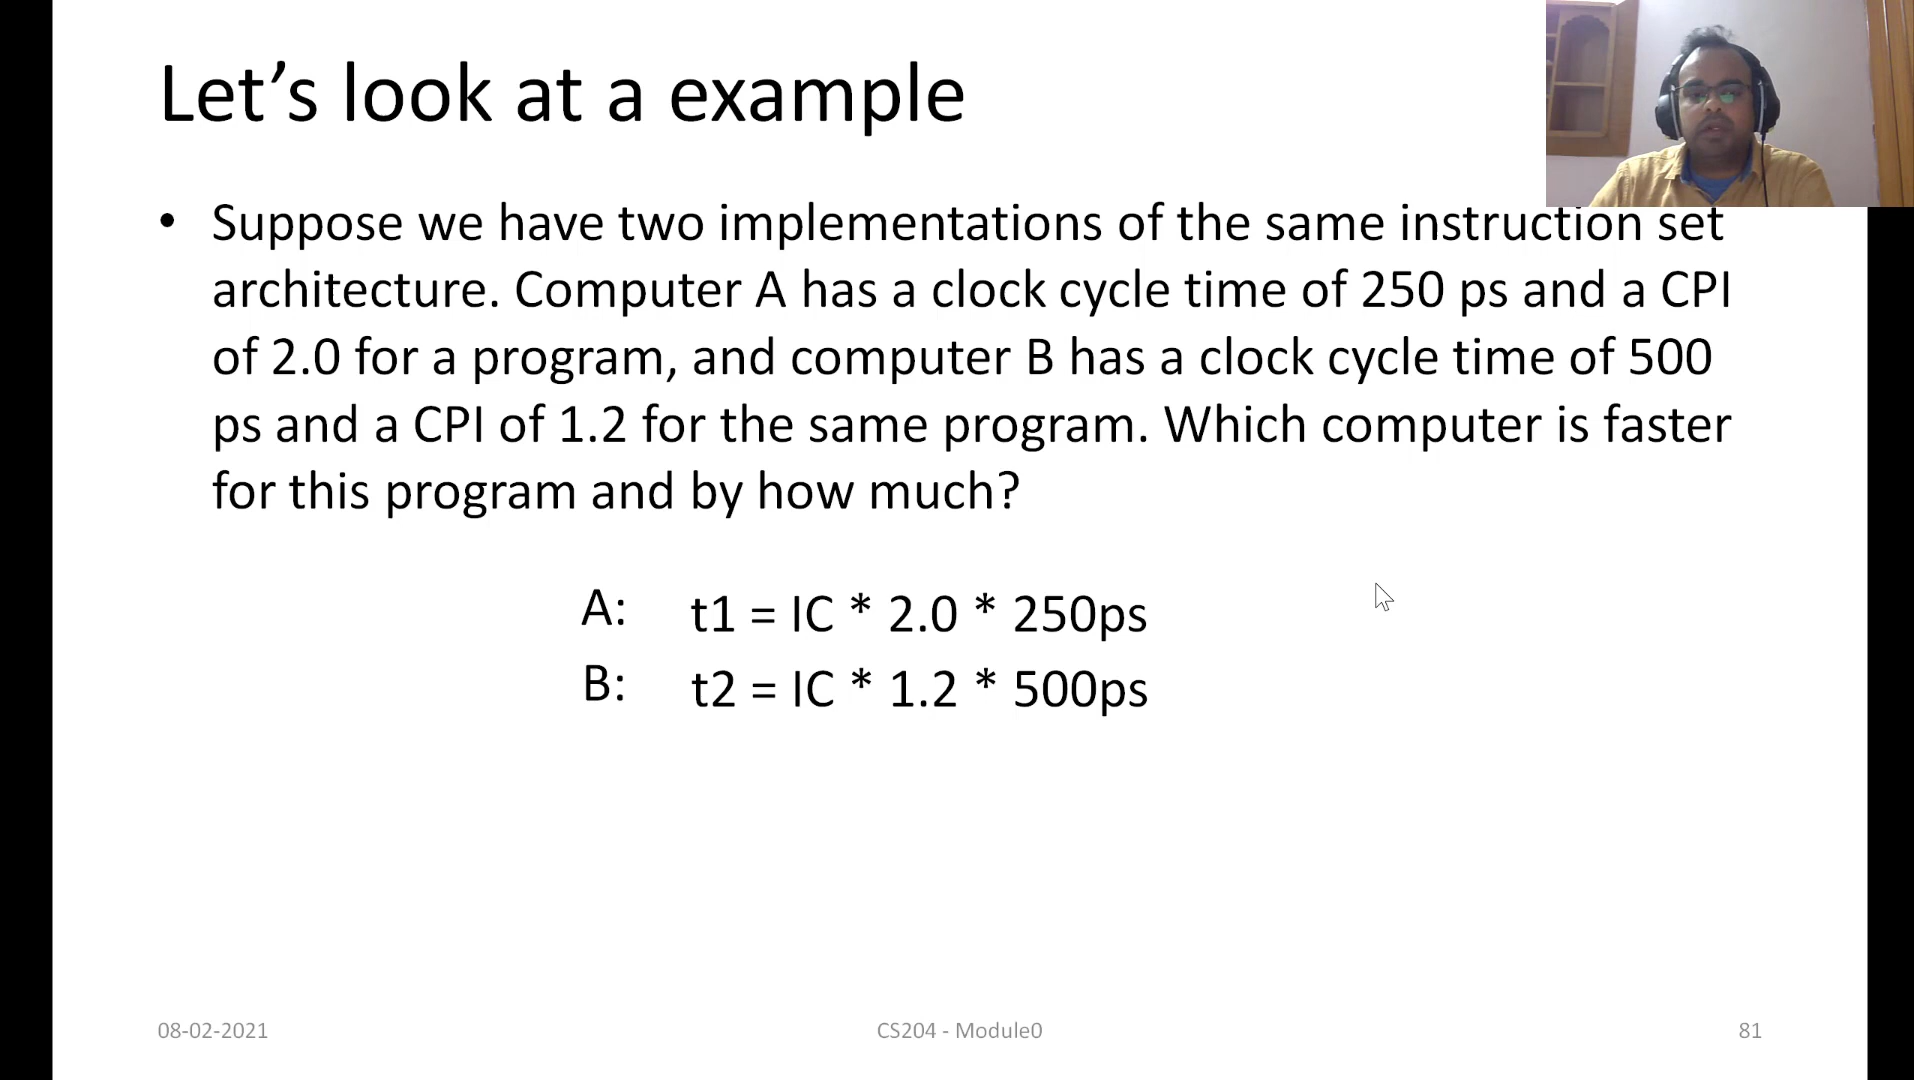 Let’s look at a example
• Suppose we have two implementations of the same instruction set
architecture. Computer A has a clock cycle time of 250 ps and a CPI
of 2.0 for a program, and computer B has a clock cycle time of 500
ps and a CPI of 1.2 for the same program. Which computer is faster
for this program and by how much?
A: t1 = IC * 2.0 * 250ps
B: t2 = IC * 1.2 * 500ps
08-02-2021 CS204 - Module0 81